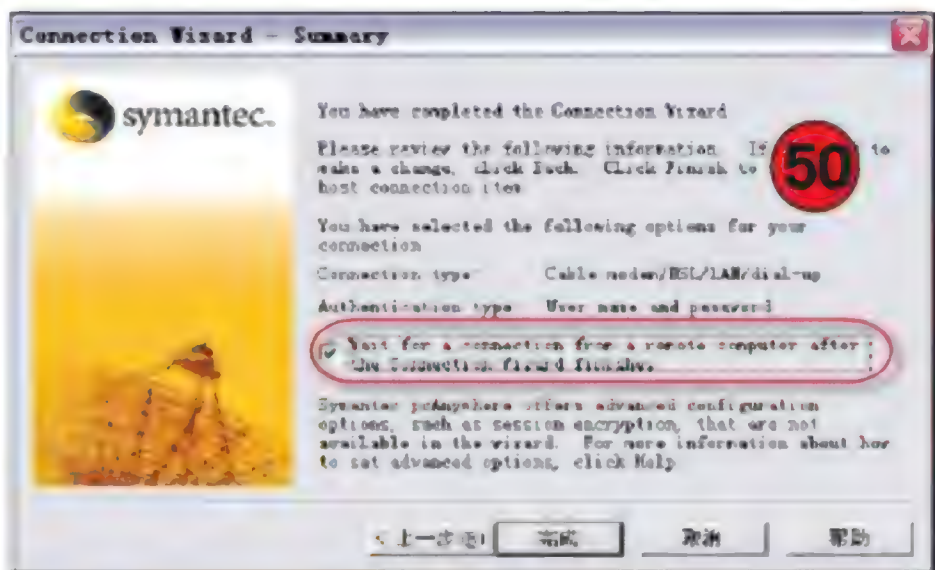 Connection Wizard - Summary
symantec.
You have completed the Connection Wizard
Please review the following information. If to
make a change, click Back. Click Finish to
host connection item
50
You have selected the following options for your
connection
Connection type Cable modem/DSL/LAN/dial-up
Authentication type User name and password
Wait for a connection from a remote computer after
the Connection Wizard finishes.
Symantec pcAnywhere offers advanced configuration
options, such as session encryption, that are not
available in the wizard. For more information about how
to set advanced options, click Help
< 上一步(B) 完成 取消 帮助